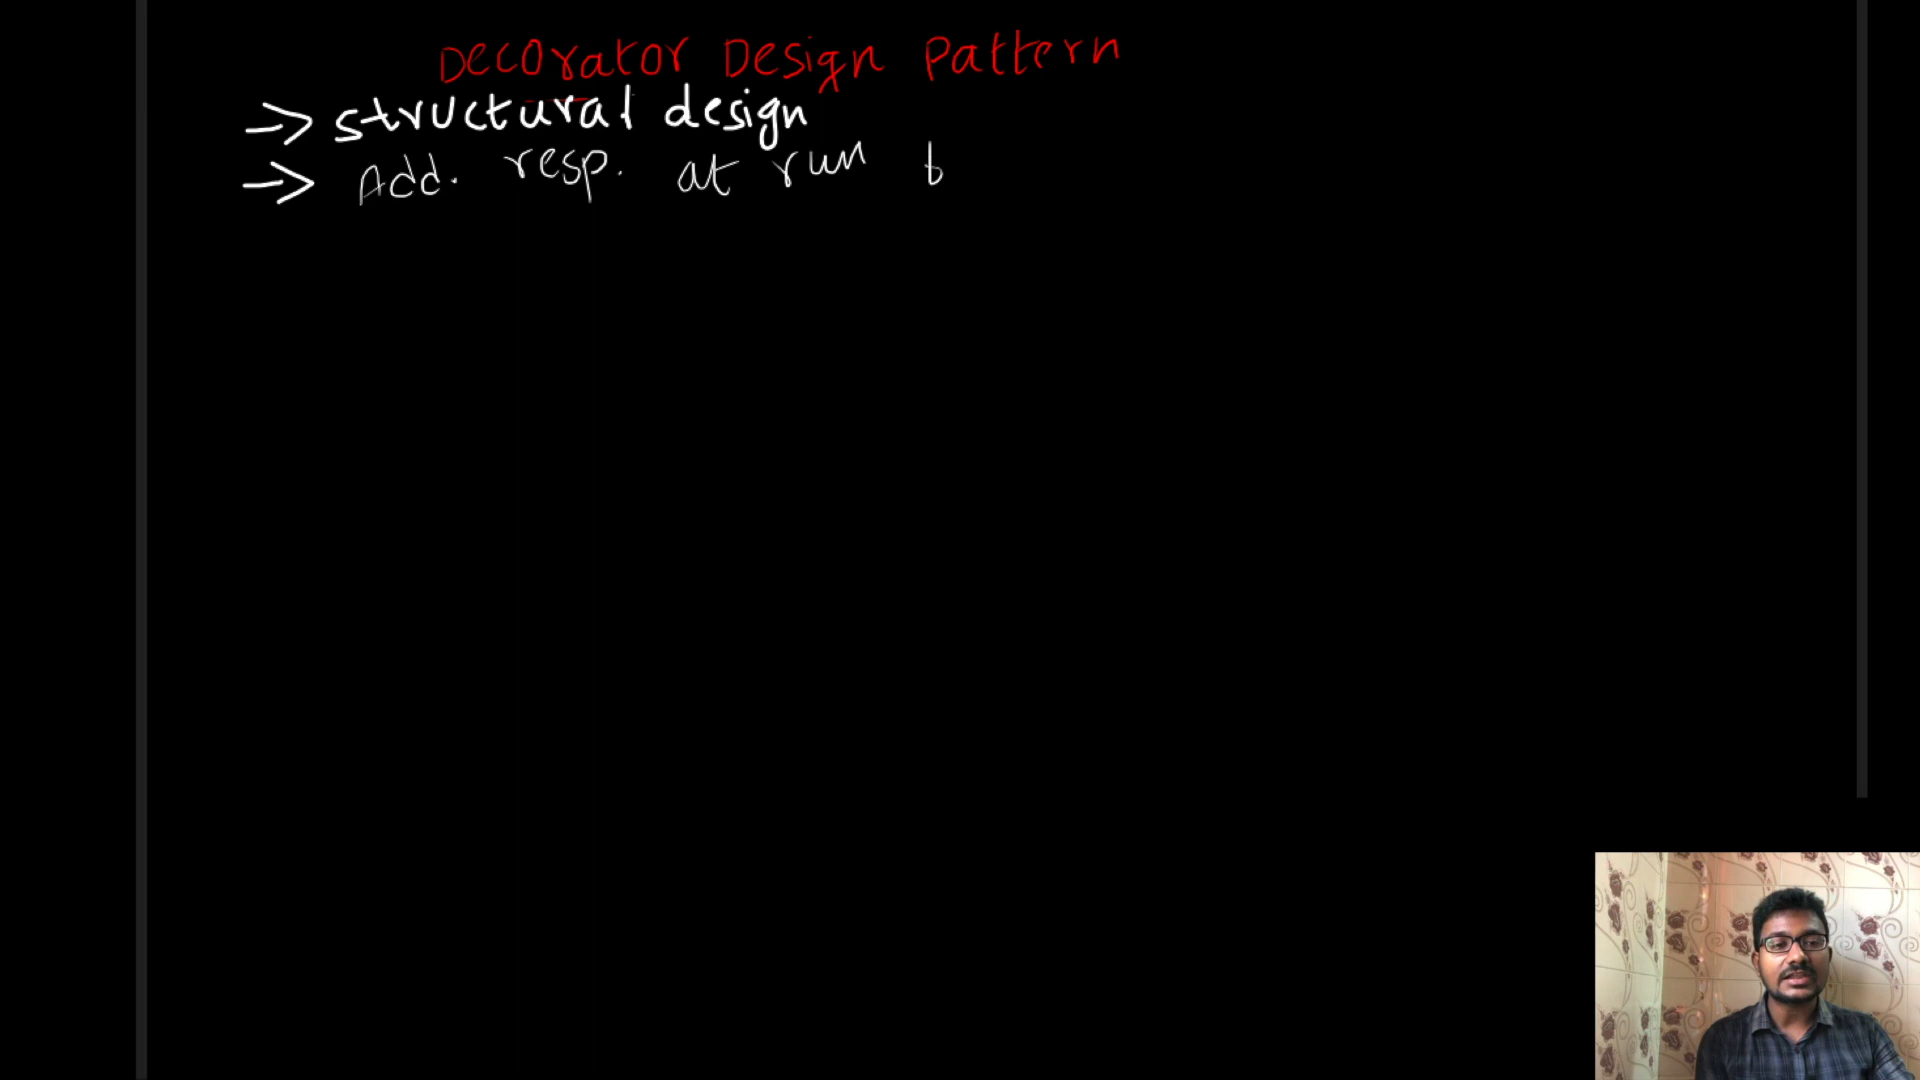 Decorator Design Pattern
=> structural design
=> Add. resp. at run t